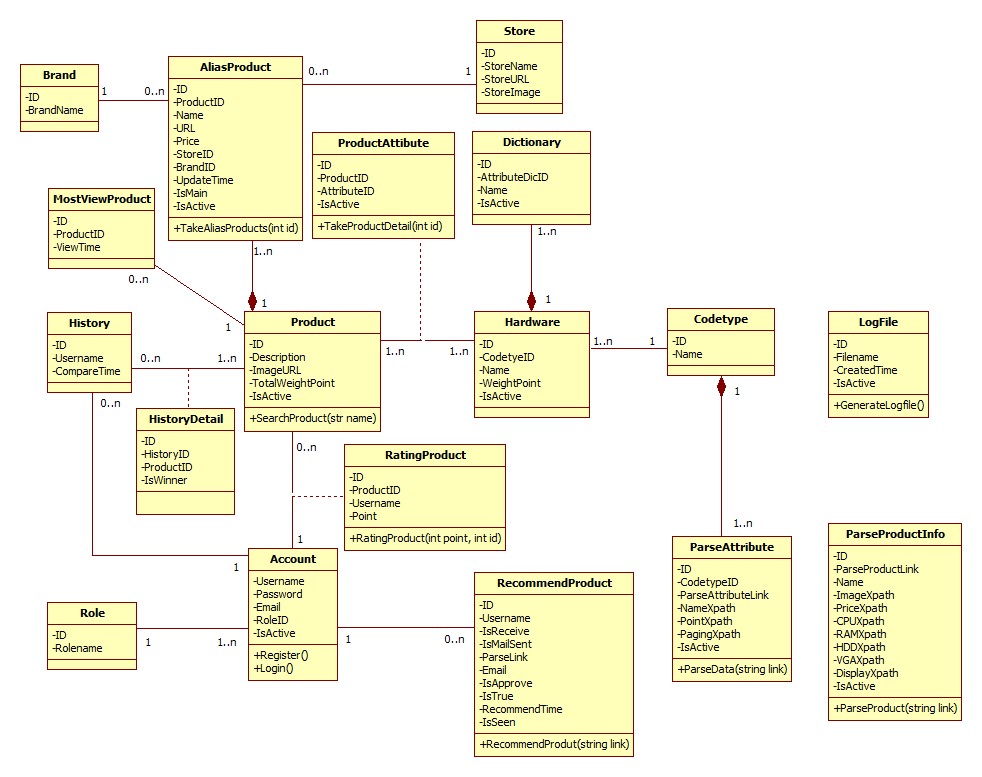 Store
-ID
-StoreName
-StoreURL
-StoreImage
AliasProduct
-ID
-ProductID
-Name
-URL
-Price
-StoreID
-BrandID
-UpdateTime
-IsMain
-IsActive
+TakeAliasProducts(int id)
0..n
1
Brand
-ID
-BrandName
1
0..n
ProductAttibute
-ID
-ProductID
-AttributeID
-IsActive
+TakeProductDetail(int id)
Dictionary
-ID
-AttributeDicID
-Name
-IsActive
1..n
1
MostViewProduct
-ID
-ProductID
-ViewTime
0..n
1
1..n
1
History
-ID
-Username
-CompareTime
0..n
1..n
0..n
Product
-ID
-Description
-ImageURL
-TotalWeightPoint
-IsActive
+SearchProduct(str name)
1..n
1..n
Hardware
-ID
-CodetyeID
-Name
-WeightPoint
-IsActive
1..n
1
Codetype
-ID
-Name
1
1..n
LogFile
-ID
-Filename
-CreatedTime
-IsActive
+GenerateLogfile()
HistoryDetail
-ID
-HistoryID
-ProductID
-IsWinner
0..n
1
RatingProduct
-ID
-ProductID
-Username
-Point
+RatingProduct(int point, int id)
ParseAttribute
-ID
-CodetypeID
-ParseAttributeLink
-NameXpath
-PointXpath
-PagingXpath
-IsActive
+ParseData(string link)
ParseProductInfo
-ID
-ParseProductLink
-Name
-ImageXpath
-PriceXpath
-CPUXpath
-RAMXpath
-HDDXpath
-VGAXpath
-DisplayXpath
-IsActive
+ParseProduct(string link)
1
Account
-Username
-Password
-Email
-RoleID
-IsActive
+Register()
+Login()
Role
-ID
-Rolename
1
1..n
1
0..n
RecommendProduct
-ID
-Username
-IsReceive
-IsMailSent
-ParseLink
-Email
-IsApprove
-IsTrue
-RecommendTime
-IsSeen
+RecommendProdut(string link)